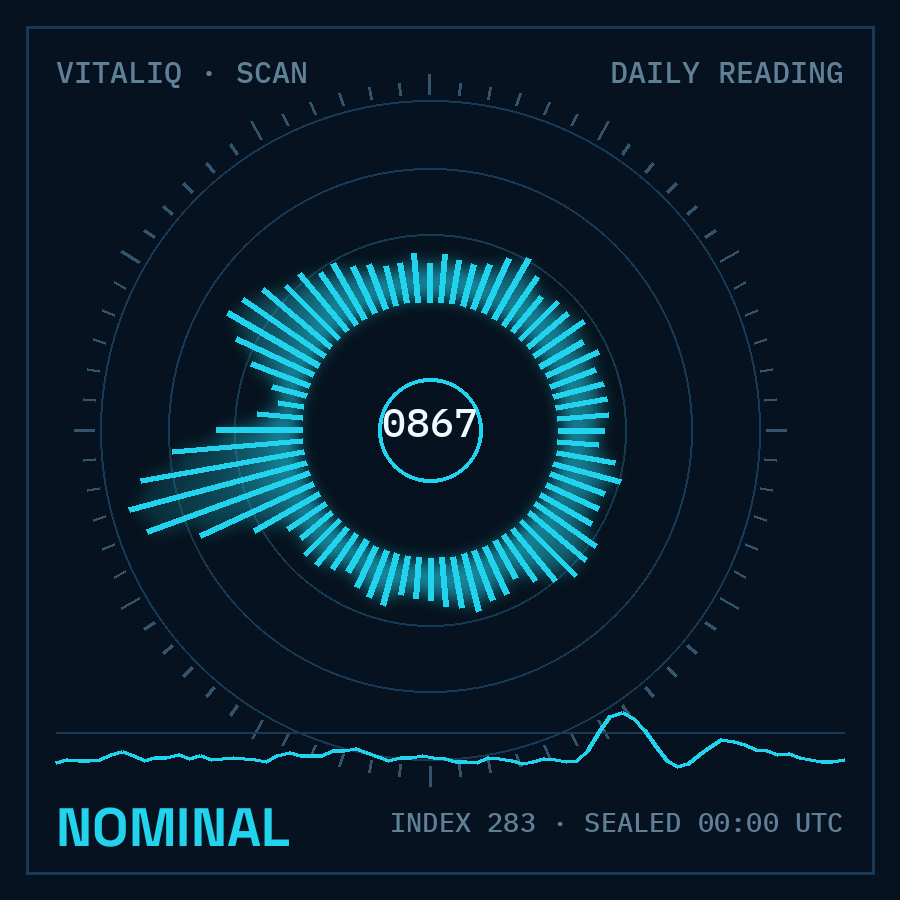 VITALIQ · SCAN
DAILY READING
0867
NOMINAL
INDEX 283 · SEALED 00:00 UTC